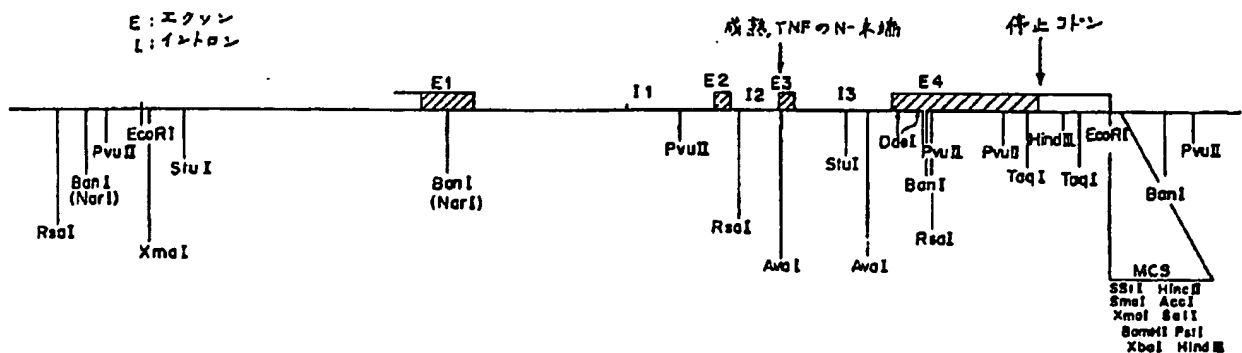 E：エクソン
I：イントロン
成熟TNFのN-末端
停止コドン
E1
I1
E2
I2
E3
I3
E4
EcoRI
PvuII
StuI
BanI
(NarI)
RsaI
XmaI
BanI
(NarI)
PvuII
RsaI
AvaI
StuI
AvaI
DdeI
PvuII
BanI
RsaI
PvuII
TaqI
HindIII
TaqI
EcoRI
BanI
PvuII
MCS
SStI HincII
SmaI AccI
XmaI SalI
BamHI PstI
XbaI HindIII